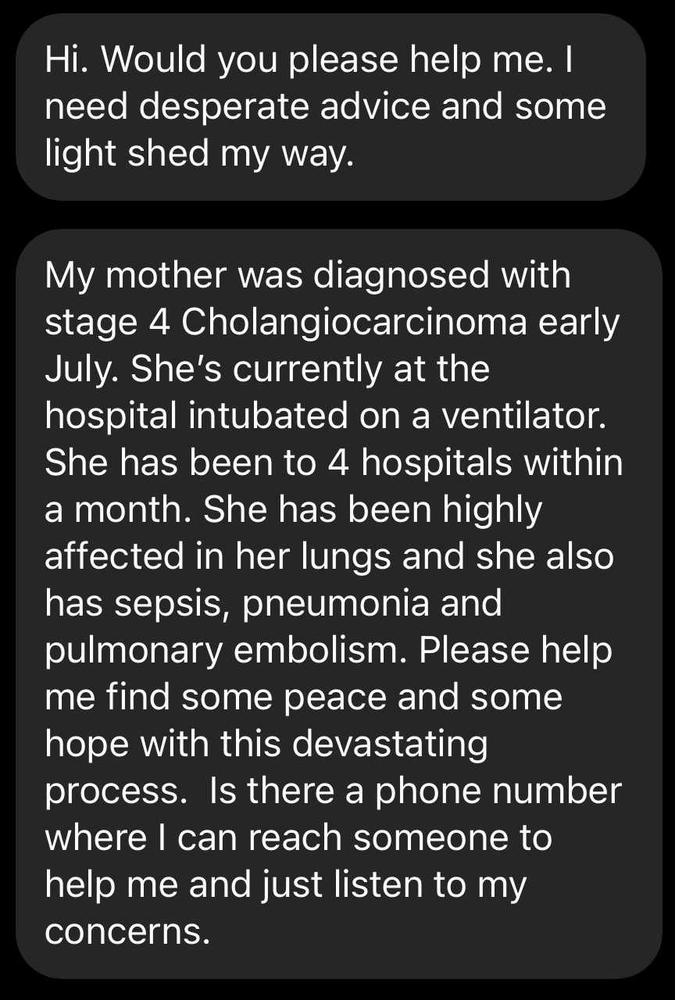 Hi. Would you please help me. I
need desperate advice and some
light shed my way.
My mother was diagnosed with
stage 4 Cholangiocarcinoma early
July. She’s currently at the
hospital intubated on a ventilator.
She has been to 4 hospitals within
a month. She has been highly
affected in her lungs and she also
has sepsis, pneumonia and
pulmonary embolism. Please help
me find some peace and some
hope with this devastating
process.  Is there a phone number
where I can reach someone to
help me and just listen to my
concerns.